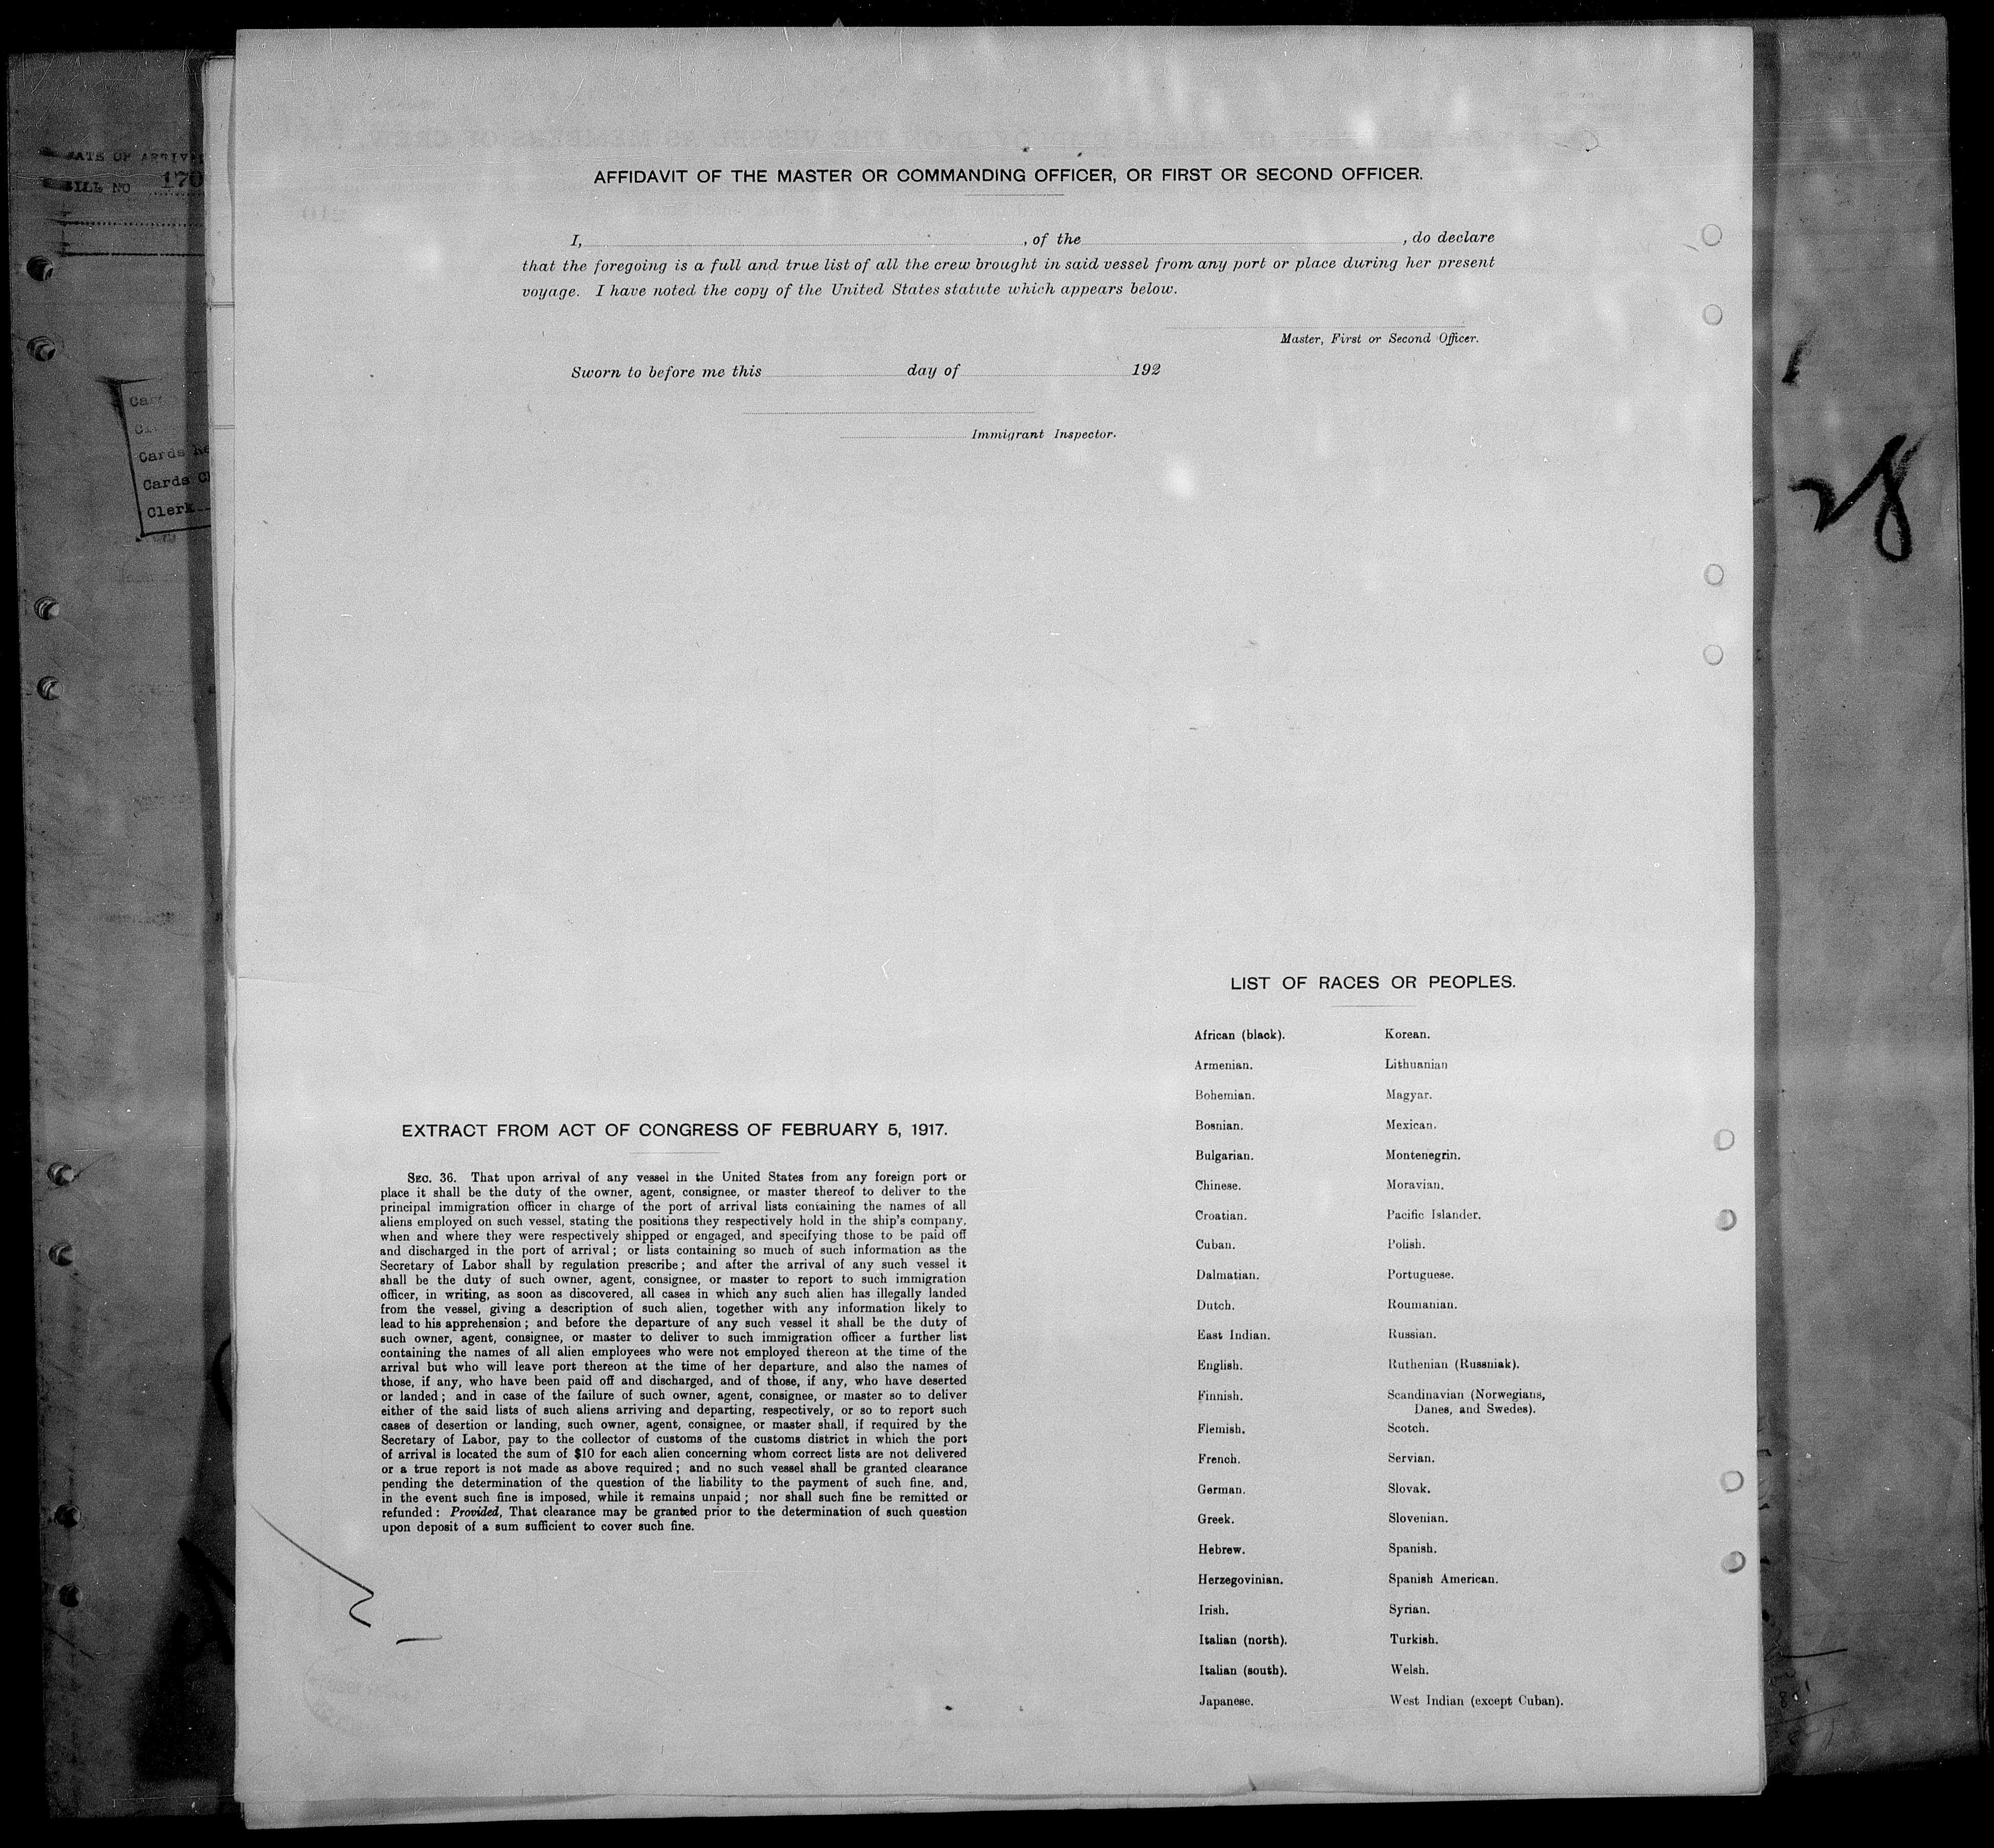 AFFIDAVIT OF THE MASTER OR COMMANDING OFFICER, OR FIRST OR SECOND OFFICER.
I, , of the , do declare
that the foregoing is a full and true list of all the crew brought in said vessel from any port or place during her present
voyage. I have noted the copy of the United States statute which appears below.
Master, First or Second Officer.
Sworn to before me this day of 192
Immigrant Inspector.
BILL NO 170
Cards
Cards
Clerk
28
EXTRACT FROM ACT OF CONGRESS OF FEBRUARY 5, 1917.
SEC. 36. That upon arrival of any vessel in the United States from any foreign port or
place it shall be the duty of the owner, agent, consignee, or master thereof to deliver to the
principal immigration officer in charge of the port of arrival lists containing the names of all
aliens employed on such vessel, stating the positions they respectively hold in the ship's company,
when and where they were respectively shipped or engaged, and specifying those to be paid off
and discharged in the port of arrival; or lists containing so much of such information as the
Secretary of Labor shall by regulation prescribe; and after the arrival of any such vessel it
shall be the duty of such owner, agent, consignee, or master to report to such immigration
officer, in writing, as soon as discovered, all cases in which any such alien has illegally landed
from the vessel, giving a description of such alien, together with any information likely to
lead to his apprehension; and before the departure of any such vessel it shall be the duty of
such owner, agent, consignee, or master to deliver to such immigration officer a further list
containing the names of all alien employees who were not employed thereon at the time of the
arrival but who will leave port thereon at the time of her departure, and also the names of
those, if any, who have been paid off and discharged, and of those, if any, who have deserted
or landed; and in case of the failure of such owner, agent, consignee, or master so to deliver
either of the said lists of such aliens arriving and departing, respectively, or so to report such
cases of desertion or landing, such owner, agent, consignee, or master shall, if required by the
Secretary of Labor, pay to the collector of customs of the customs district in which the port
of arrival is located the sum of $10 for each alien concerning whom correct lists are not delivered
or a true report is not made as above required; and no such vessel shall be granted clearance
pending the determination of the question of the liability to the payment of such fine, and,
in the event such fine is imposed, while it remains unpaid; nor shall such fine be remitted or
refunded: Provided, That clearance may be granted prior to the determination of such question
upon deposit of a sum sufficient to cover such fine.
LIST OF RACES OR PEOPLES.
African (black).
Armenian.
Bohemian.
Bosnian.
Bulgarian.
Chinese.
Croatian.
Cuban.
Dalmatian.
Dutch.
East Indian.
English.
Finnish.
Flemish.
French.
German.
Greek.
Hebrew.
Herzegovinian.
Irish.
Italian (north).
Italian (south).
Japanese.
Korean.
Lithuanian
Magyar.
Mexican.
Montenegrin.
Moravian.
Pacific Islander.
Polish.
Portuguese.
Roumanian.
Russian.
Ruthenian (Russniak).
Scandinavian (Norwegians,
Danes, and Swedes).
Scotch.
Servian.
Slovak.
Slovenian.
Spanish.
Spanish American.
Syrian.
Turkish.
Welsh.
West Indian (except Cuban).